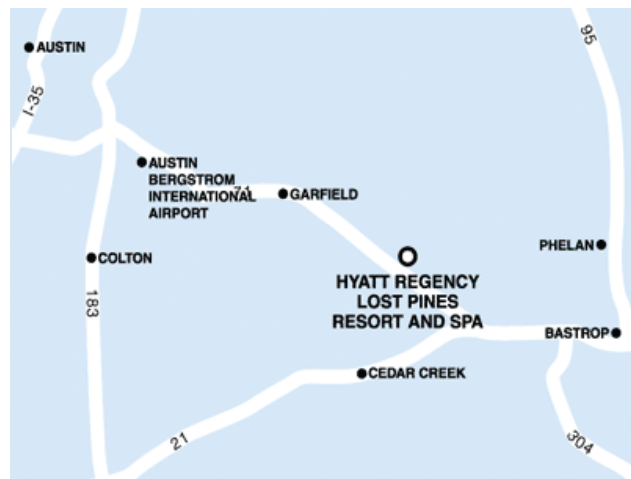 AUSTIN
95
I-35
AUSTIN
BERGSTROM
INTERNATIONAL
AIRPORT
71
GARFIELD
PHELAN
COLTON
HYATT REGENCY
LOST PINES
RESORT AND SPA
183
BASTROP
CEDAR CREEK
21
304